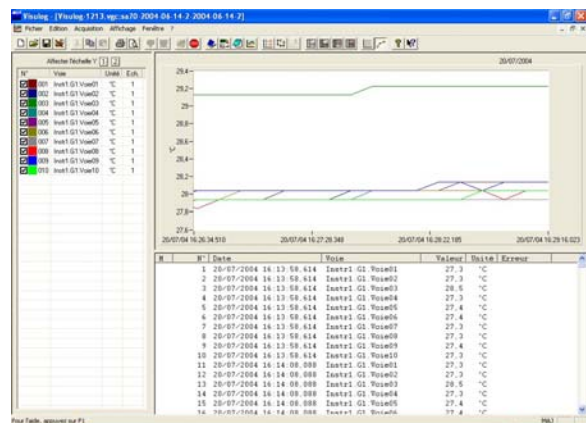 Visulog - [Visulog-1213.vgc:sa20-2004-06-14-2-2004-06-14-2]
Fichier Edition Acquisition Affichage Fenêtre ?
Affecter l'échelle Y 1 2
N° Voie Unité Ech.
001 Instr1.G1.Voie01 °C 1
002 Instr1.G1.Voie02 °C 1
003 Instr1.G1.Voie03 °C 1
004 Instr1.G1.Voie04 °C 1
005 Instr1.G1.Voie05 °C 1
006 Instr1.G1.Voie06 °C 1
007 Instr1.G1.Voie07 °C 1
008 Instr1.G1.Voie08 °C 1
009 Instr1.G1.Voie09 °C 1
010 Instr1.G1.Voie10 °C 1
20/07/2004
29,4
29,2
29
28,8
28,6
28,4
28,2
28
27,8
27,6
°C
20/07/04 16:26:34:510 20/07/04 16:27:28.348 20/07/04 16:28:22.185 20/07/04 16:29:16.023
M N° Date Voie Valeur Unité Erreur
1 20/07/2004 16:13:58.614 Instr1.G1.Voie01 27,3 °C
2 20/07/2004 16:13:58.614 Instr1.G1.Voie02 27,3 °C
3 20/07/2004 16:13:58.614 Instr1.G1.Voie03 28,5 °C
4 20/07/2004 16:13:58.614 Instr1.G1.Voie04 27,3 °C
5 20/07/2004 16:13:58.614 Instr1.G1.Voie05 27,4 °C
6 20/07/2004 16:13:58.614 Instr1.G1.Voie06 27,4 °C
7 20/07/2004 16:13:58.614 Instr1.G1.Voie07 27,3 °C
8 20/07/2004 16:13:58.614 Instr1.G1.Voie08 27,3 °C
9 20/07/2004 16:13:58.614 Instr1.G1.Voie09 27,4 °C
10 20/07/2004 16:13:58.614 Instr1.G1.Voie10 27,3 °C
11 20/07/2004 16:14:08.088 Instr1.G1.Voie01 27,3 °C
12 20/07/2004 16:14:08.088 Instr1.G1.Voie02 27,3 °C
13 20/07/2004 16:14:08.088 Instr1.G1.Voie03 28,5 °C
14 20/07/2004 16:14:08.088 Instr1.G1.Voie04 27,3 °C
15 20/07/2004 16:14:08.088 Instr1.G1.Voie05 27,4 °C
16 20/07/2004 16:14:08.088 Instr1.G1.Voie06 27,4 °C
Pour l'aide, appuyez sur F1 MAJ